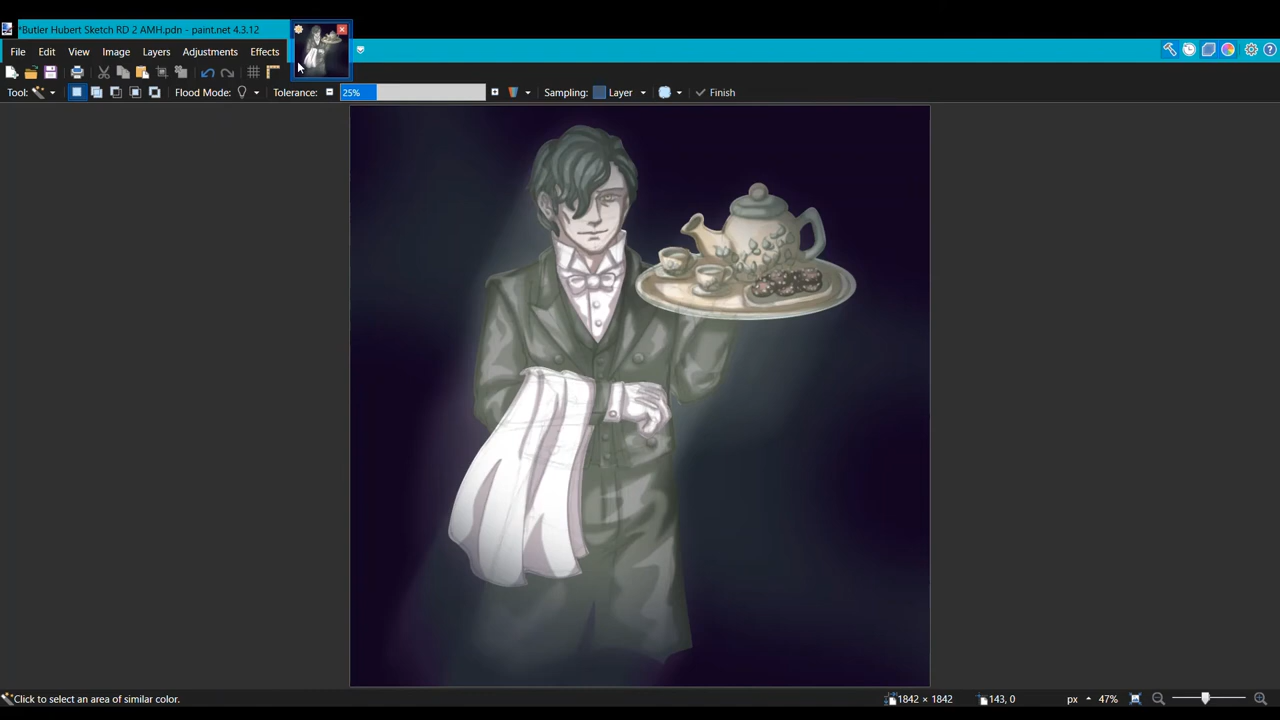 *Butler Hubert Sketch RD 2 AMH.pdn - paint.net 4.3.12
File Edit View Image Layers Adjustments Effects
Tool: Flood Mode: Tolerance: 25% Sampling: Layer Finish
Click to select an area of similar color. 1842 × 1842 143, 0 px 47%